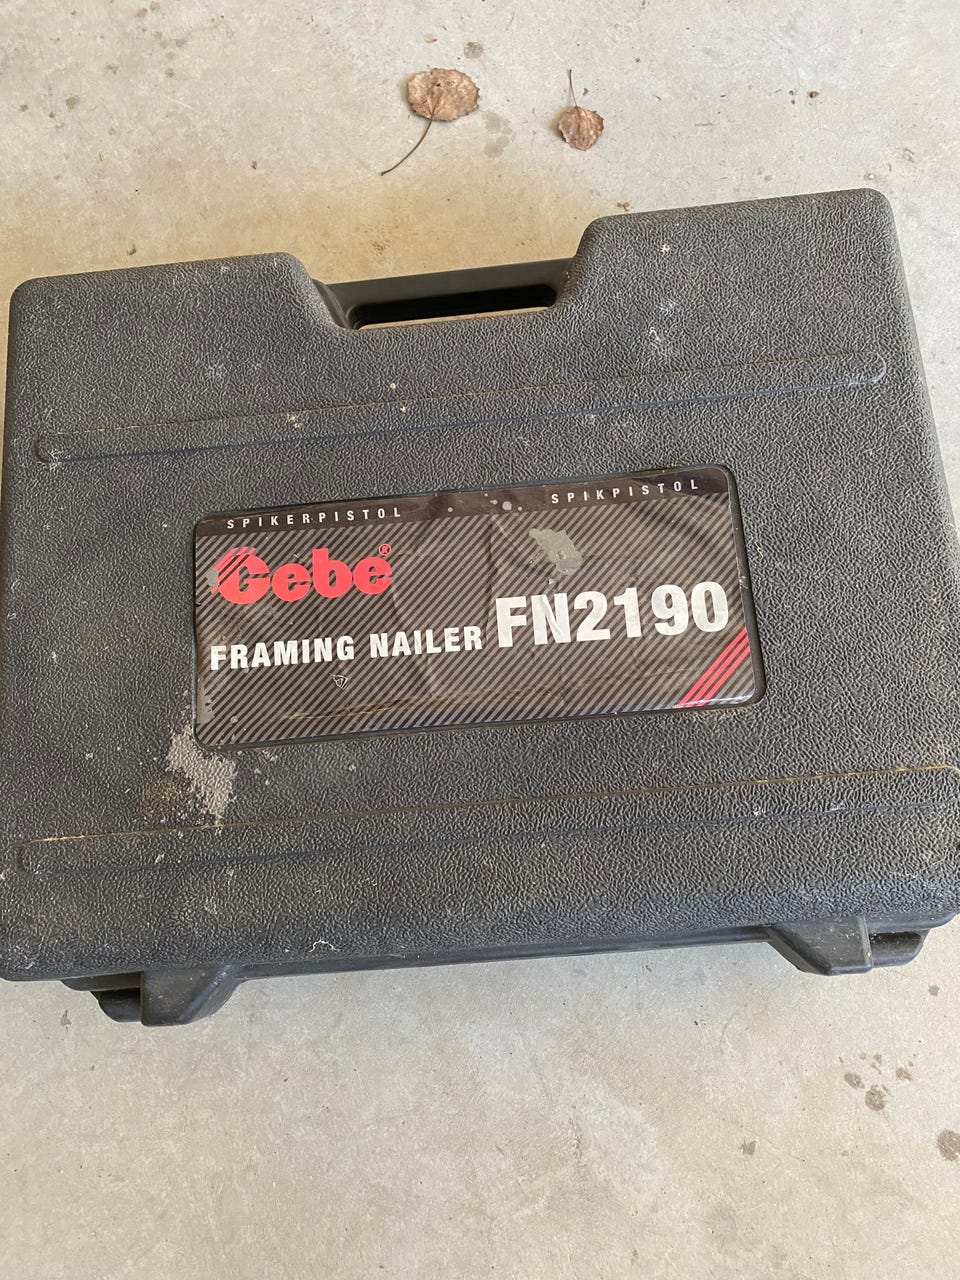 SPIKERPISTOL SPIKPISTOL
Gebe®
FRAMING NAILER FN2190